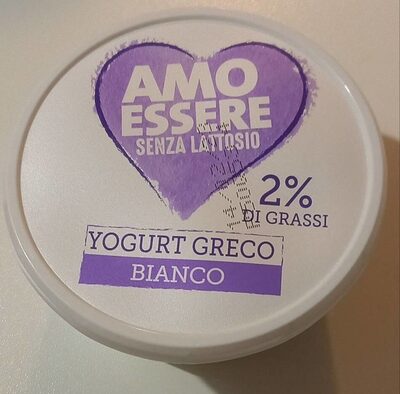 AMO
ESSERE
SENZA LATTOSIO
2%
DI GRASSI
YOGURT GRECO
BIANCO